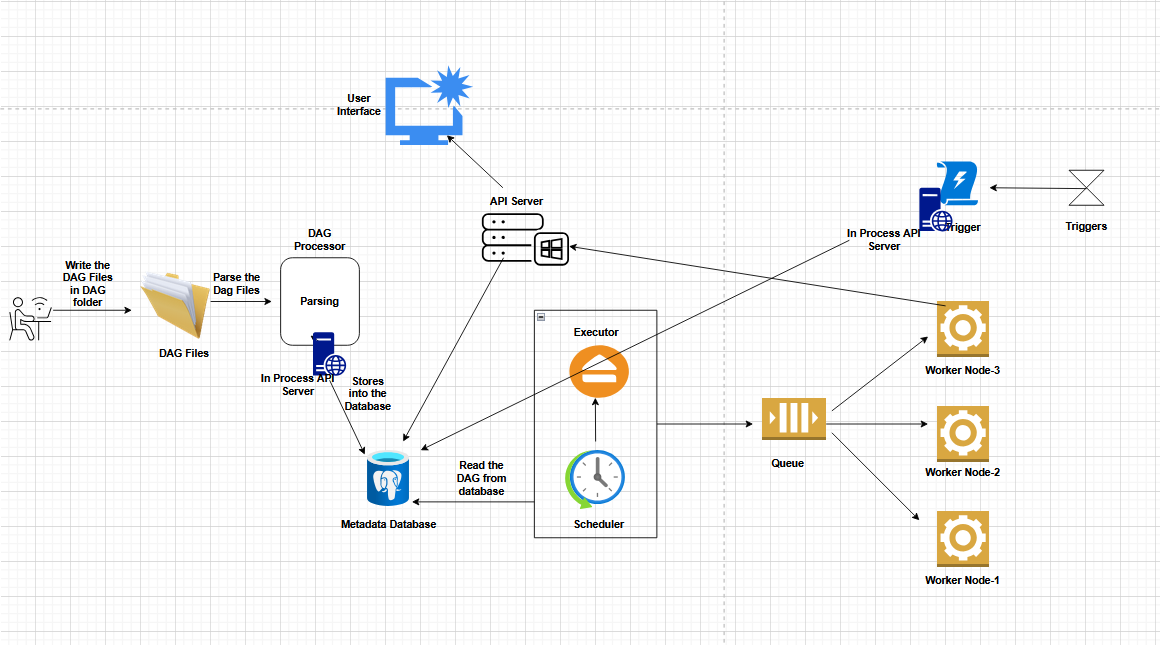 User
Interface
API Server
DAG
Processor
Write the
DAG Files
in DAG
folder
Parse the
Dag Files
Parsing
DAG Files
In Process API
Server
Stores
into the
Database
Metadata Database
Read the
DAG from
database
Executor
Scheduler
Queue
In Process API
Server
Trigger
Triggers
Worker Node-3
Worker Node-2
Worker Node-1